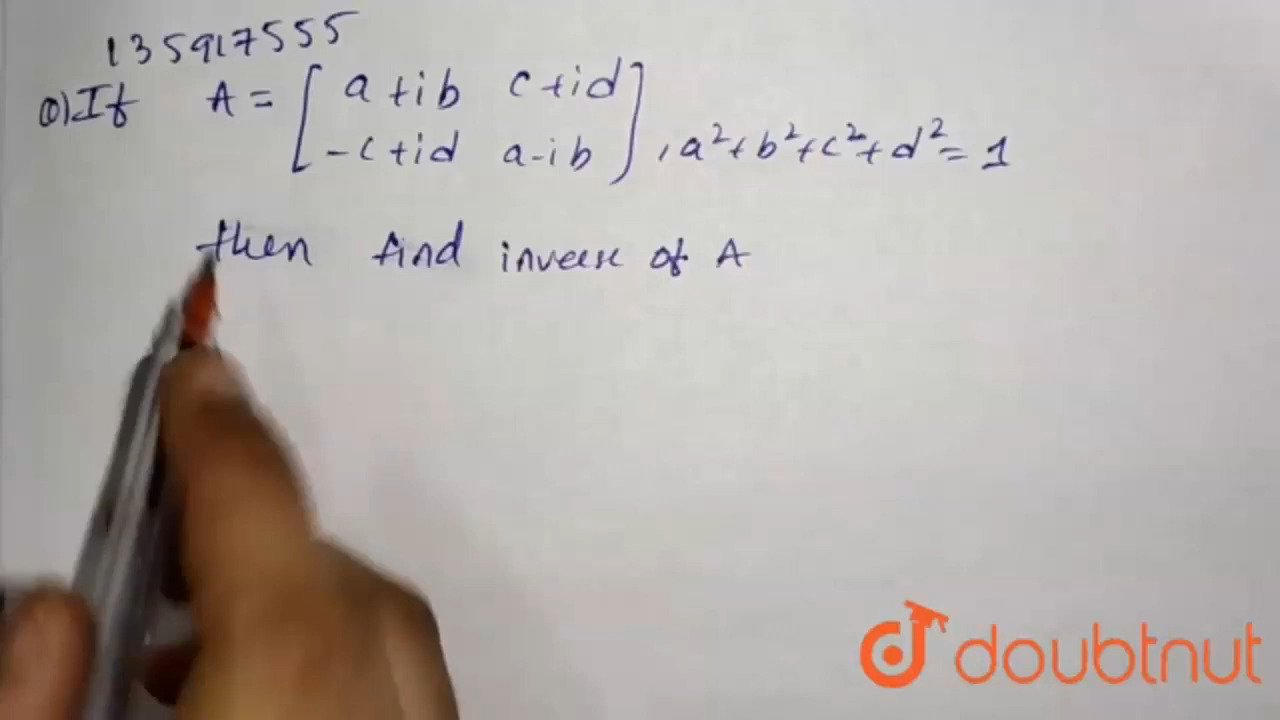 135917555
Q) If A = [ a+ib c+id
-c+id a-ib ], a²+b²+c²+d²=1
then find inverse of A
doubtnut